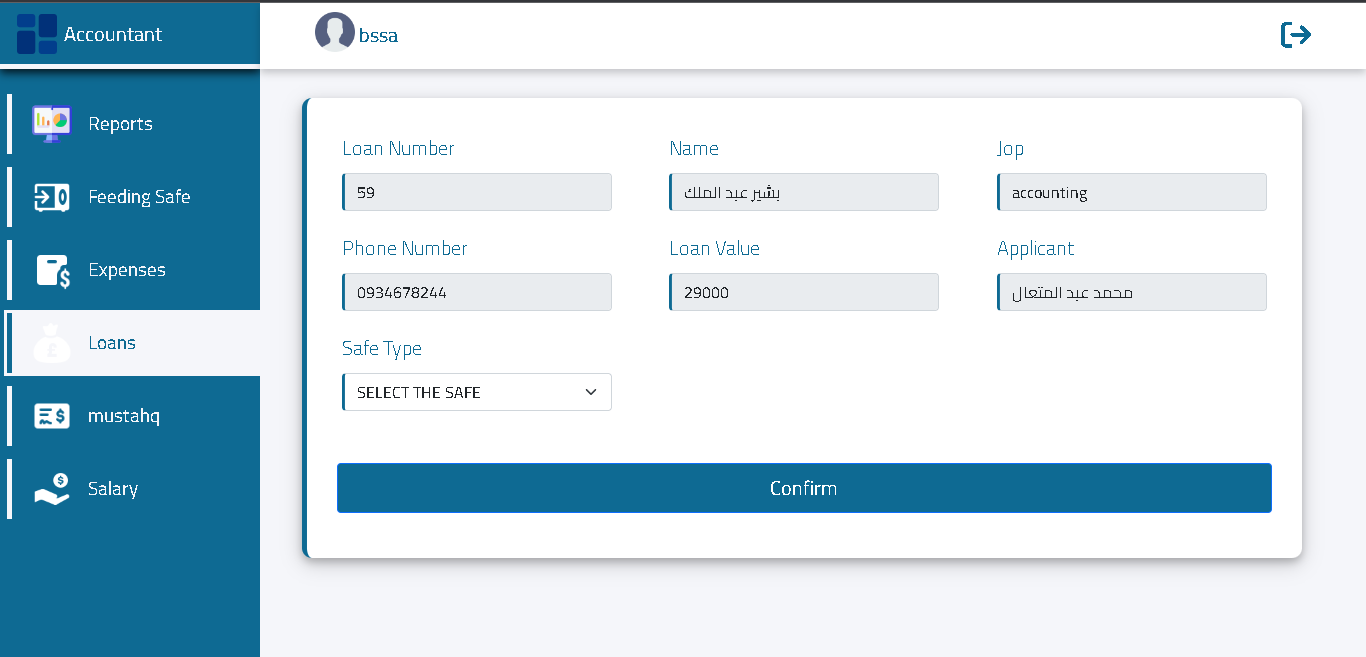 Accountant
bssa
Reports
Feeding Safe
Expenses
Loans
mustahq
Salary
Loan Number
Name
Jop
59
بشير عبد الملك
accounting
Phone Number
Loan Value
Applicant
0934678244
29000
محمد عبد المتعال
Safe Type
SELECT THE SAFE
Confirm